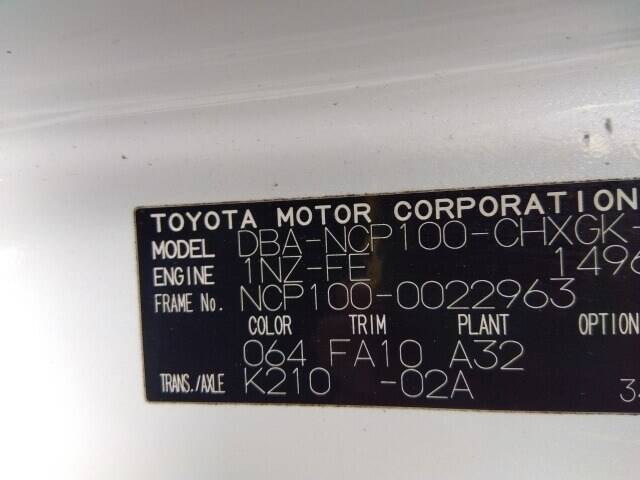 TOYOTA MOTOR CORPORATION
MODEL DBA-NCP100-CHXGK-
ENGINE 1NZ-FE 1496
FRAME No. NCP100-0022963
COLOR TRIM PLANT OPTION
064 FA10 A32
TRANS./AXLE K210 -02A